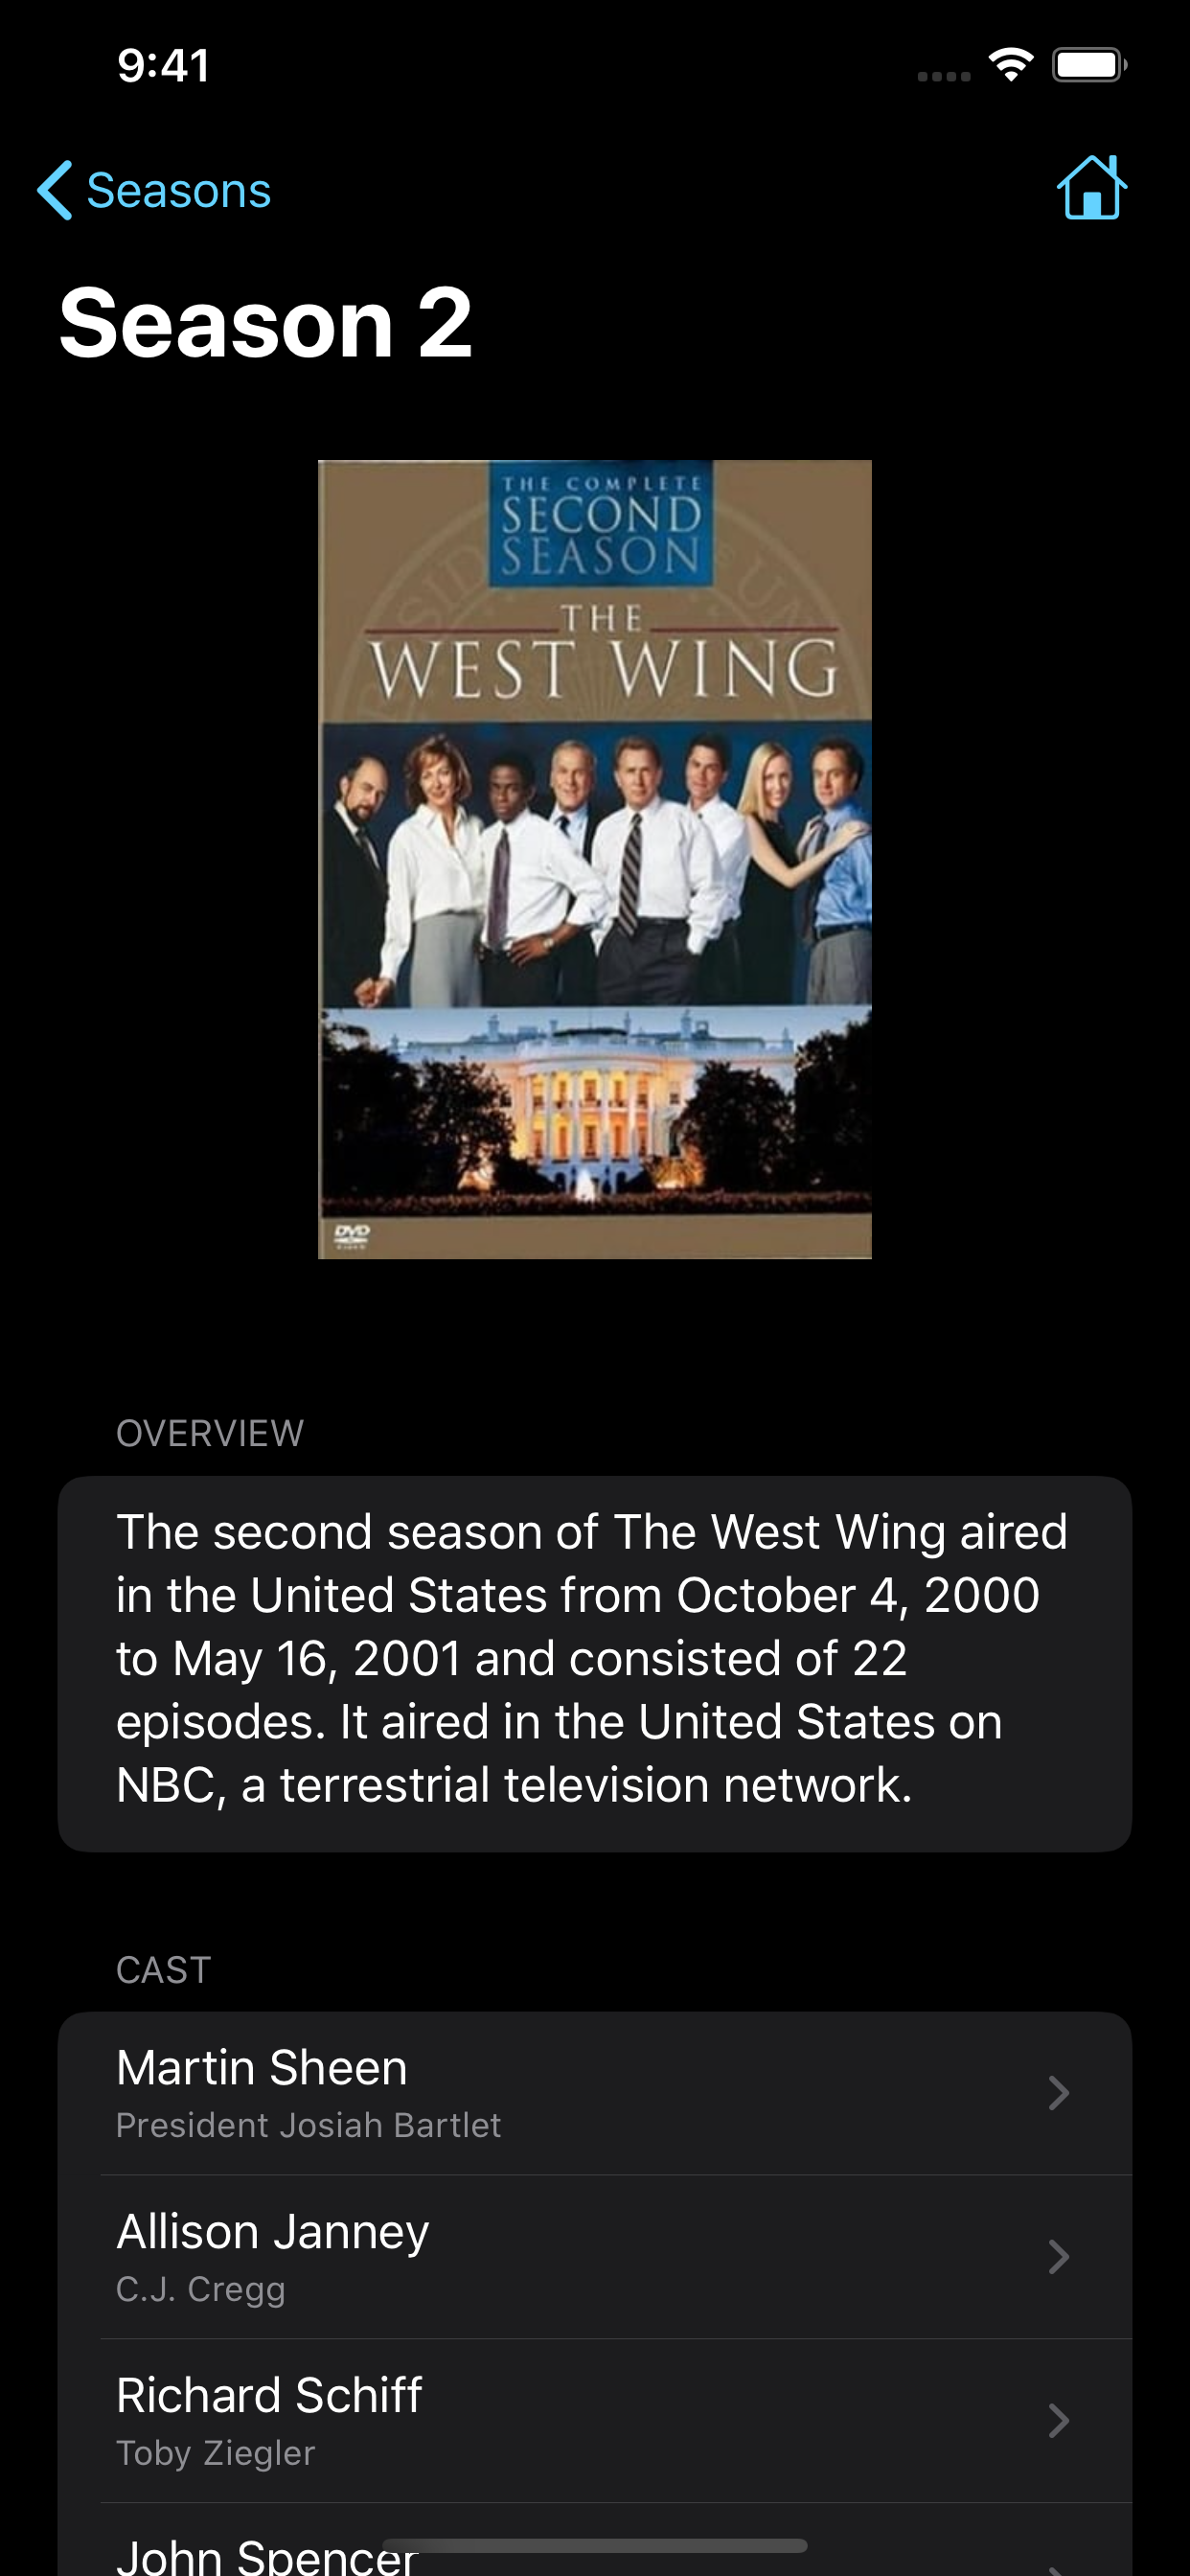 9:41
Seasons
Season 2
THE COMPLETE
SECOND
SEASON
THE
WEST WING
DVD
VIDEO
OVERVIEW
The second season of The West Wing aired
in the United States from October 4, 2000
to May 16, 2001 and consisted of 22
episodes. It aired in the United States on
NBC, a terrestrial television network.
CAST
Martin Sheen
President Josiah Bartlet
Allison Janney
C.J. Cregg
Richard Schiff
Toby Ziegler
John Spencer